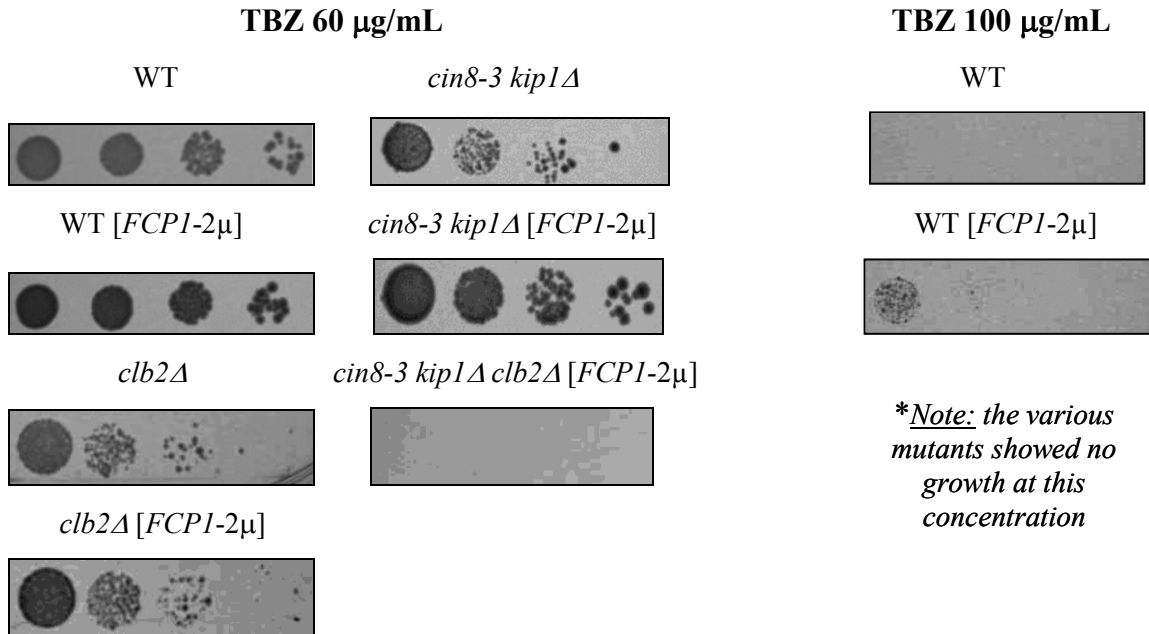 TBZ 60 μg/mL
TBZ 100 μg/mL
WT
cin8-3 kip1Δ
WT
WT [FCP1-2μ]
cin8-3 kip1Δ [FCP1-2μ]
WT [FCP1-2μ]
clb2Δ
cin8-3 kip1Δ clb2Δ [FCP1-2μ]
*Note: the various
mutants showed no
growth at this
concentration
clb2Δ [FCP1-2μ]